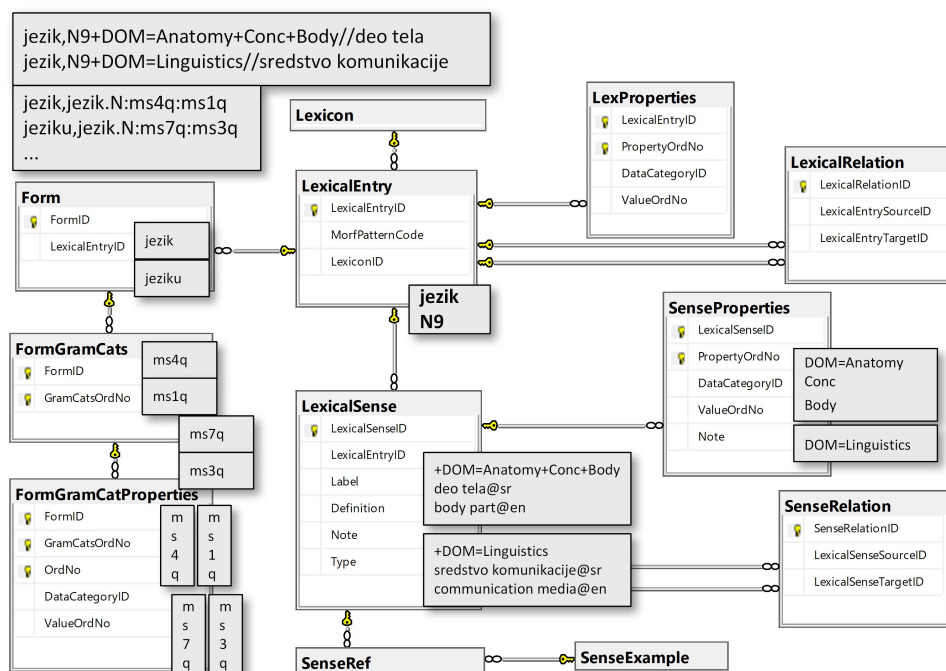 jezik,N9+DOM=Anatomy+Conc+Body//deo tela
jezik,N9+DOM=Linguistics//sredstvo komunikacije
jezik,jezik.N:ms4q:ms1q
jeziku,jezik.N:ms7q:ms3q
...
Lexicon
LexProperties
LexicalEntryID
PropertyOrdNo
DataCategoryID
ValueOrdNo
LexicalRelation
LexicalRelationID
LexicalEntrySourceID
LexicalEntryTargetID
LexicalEntry
LexicalEntryID
MorfPatternCode
LexiconID
jezik
N9
Form
FormID
LexicalEntryID
jezik
jeziku
FormGramCats
FormID
GramCatsOrdNo
ms4q
ms1q
ms7q
ms3q
FormGramCatProperties
FormID
GramCatsOrdNo
OrdNo
DataCategoryID
ValueOrdNo
m
s
4
q
m
s
1
q
m
s
7
q
m
s
3
q
LexicalSense
LexicalSenseID
LexicalEntryID
Label
Definition
Note
Type
+DOM=Anatomy+Conc+Body
deo tela@sr
body part@en
+DOM=Linguistics
sredstvo komunikacije@sr
communication media@en
SenseProperties
LexicalSenseID
PropertyOrdNo
DataCategoryID
ValueOrdNo
Note
DOM=Anatomy
Conc
Body
DOM=Linguistics
SenseRelation
SenseRelationID
LexicalSenseSourceID
LexicalSenseTargetID
SenseRef
SenseExample